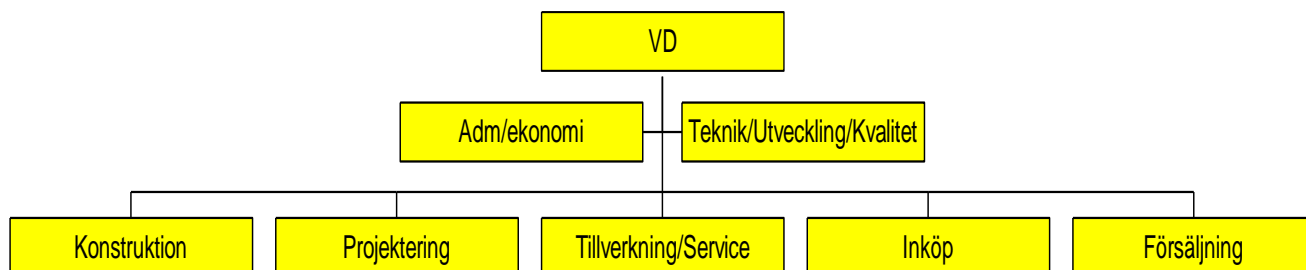 VD
Adm/ekonomi
Teknik/Utveckling/Kvalitet
Konstruktion
Projektering
Tillverkning/Service
Inköp
Försäljning